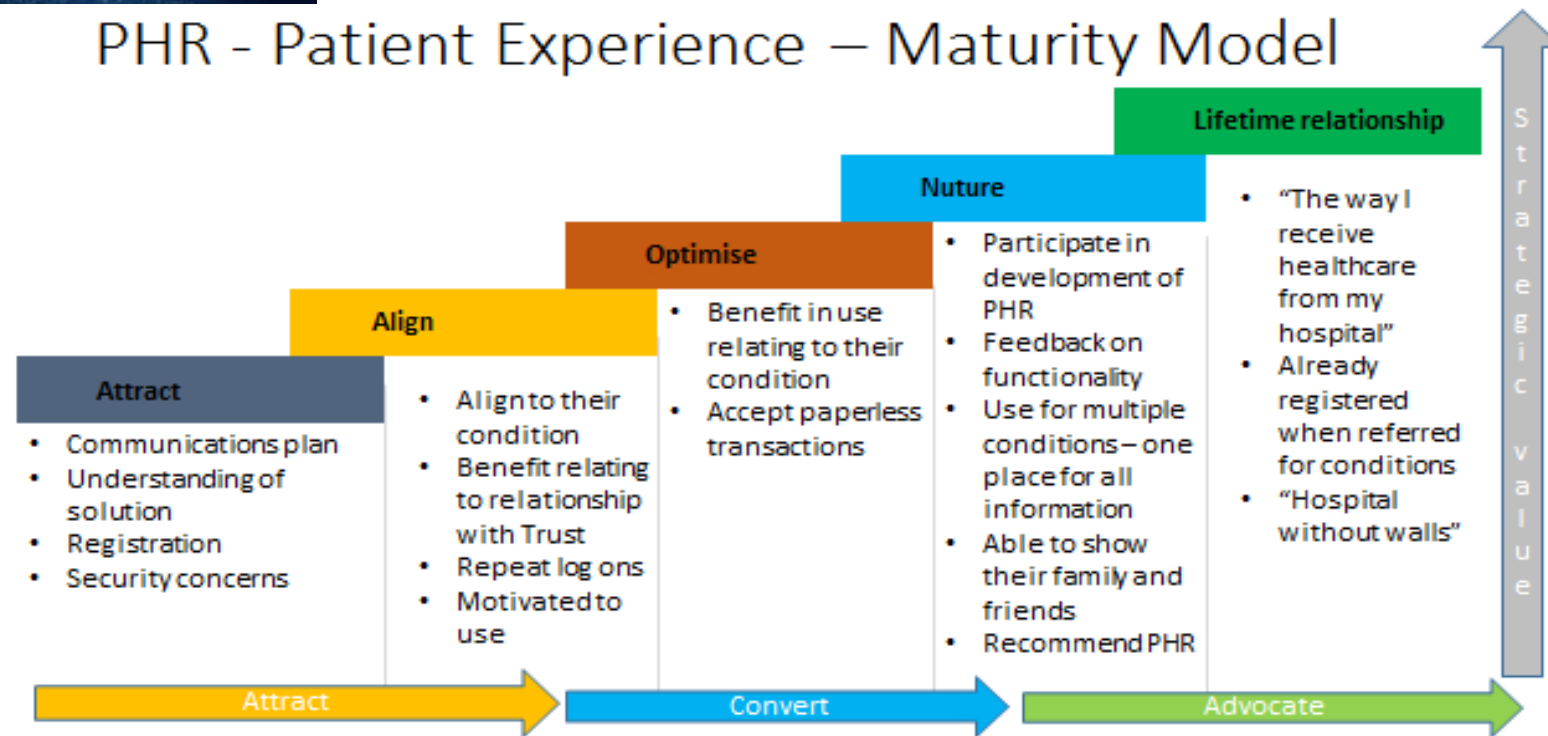 PHR - Patient Experience – Maturity Model
Attract
• Communications plan
• Understanding of
solution
• Registration
• Security concerns
Align
• Align to their
condition
• Benefit relating
to relationship
with Trust
• Repeat log ons
• Motivated to
use
Optimise
• Benefit in use
relating to their
condition
• Accept paperless
transactions
Nuture
• Participate in
development of
PHR
• Feedback on
functionality
• Use for multiple
conditions – one
place for all
information
• Able to show
their family and
friends
• Recommend PHR
Lifetime relationship
• “The way I
receive
healthcare
from my
hospital”
• Already
registered
when referred
for conditions
• “Hospital
without walls”
Strategic value
Attract
Convert
Advocate